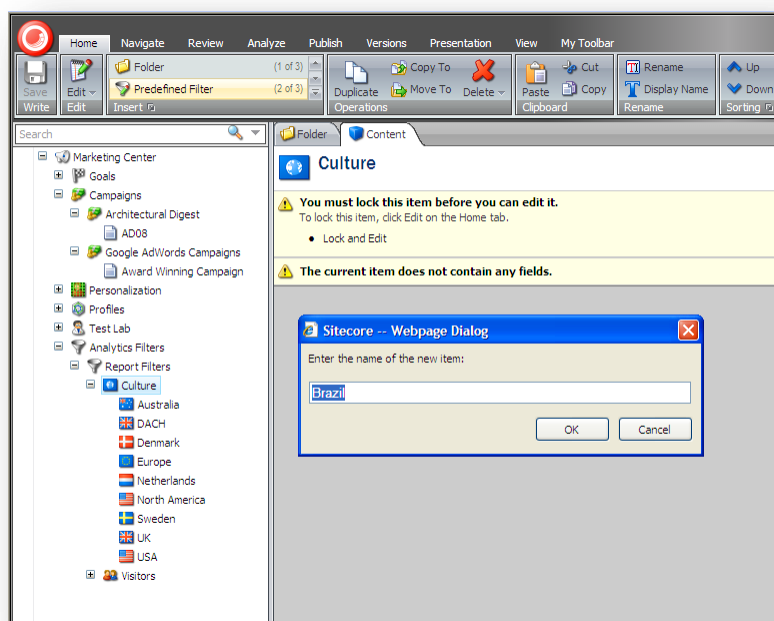 Home Navigate Review Analyze Publish Versions Presentation View My Toolbar
Save
Write
Edit
Edit
Folder (1 of 3)
Predefined Filter (2 of 3)
Insert
Duplicate
Copy To
Move To
Delete
Operations
Paste
Cut
Copy
Clipboard
Rename
Display Name
Rename
Up
Down
Sorting
Search
Marketing Center
Goals
Campaigns
Architectural Digest
AD08
Google AdWords Campaigns
Award Winning Campaign
Personalization
Profiles
Test Lab
Analytics Filters
Report Filters
Culture
Australia
DACH
Denmark
Europe
Netherlands
North America
Sweden
UK
USA
Visitors
Folder Content
Culture
You must lock this item before you can edit it.
To lock this item, click Edit on the Home tab.
• Lock and Edit
The current item does not contain any fields.
Sitecore -- Webpage Dialog
Enter the name of the new item:
Brazil
OK Cancel